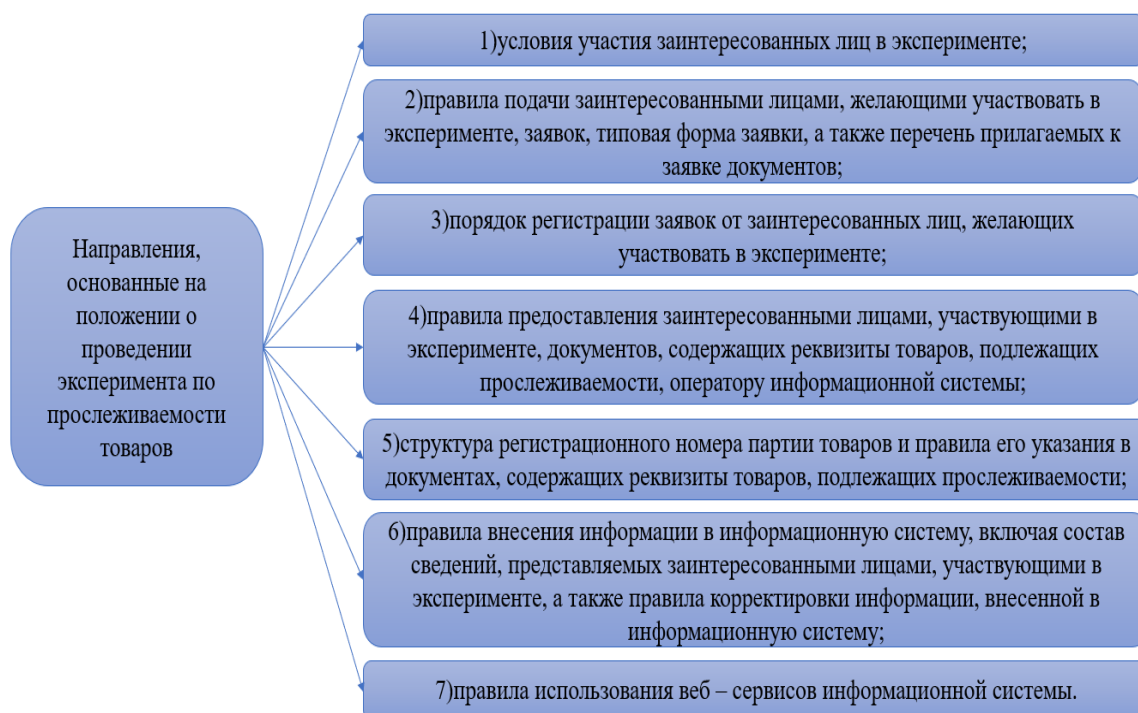 Направления,
основанные на
положении о
проведении
эксперимента по
прослеживаемости
товаров
1)условия участия заинтересованных лиц в эксперименте;
2)правила подачи заинтересованными лицами, желающими участвовать в
эксперименте, заявок, типовая форма заявки, а также перечень прилагаемых к
заявке документов;
3)порядок регистрации заявок от заинтересованных лиц, желающих
участвовать в эксперименте;
4)правила предоставления заинтересованными лицами, участвующими в
эксперименте, документов, содержащих реквизиты товаров, подлежащих
прослеживаемости, оператору информационной системы;
5)структура регистрационного номера партии товаров и правила его указания в
документах, содержащих реквизиты товаров, подлежащих прослеживаемости;
6)правила внесения информации в информационную систему, включая состав
сведений, представляемых заинтересованными лицами, участвующими в
эксперименте, а также правила корректировки информации, внесенной в
информационную систему;
7)правила использования веб – сервисов информационной системы.